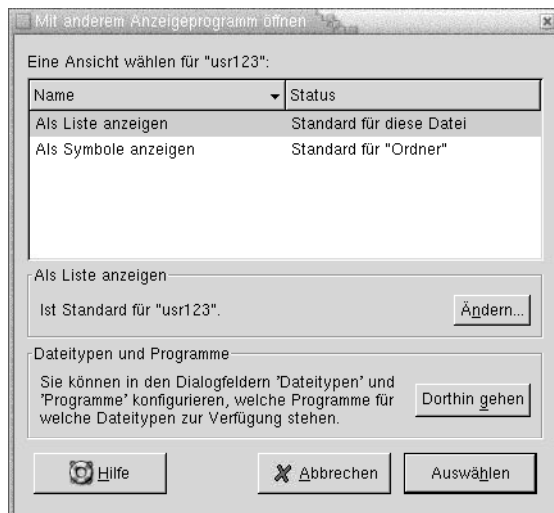 Mit anderem Anzeigeprogramm öffnen
Eine Ansicht wählen für "usr123":
Name Status
Als Liste anzeigen Standard für diese Datei
Als Symbole anzeigen Standard für "Ordner"
Als Liste anzeigen
Ist Standard für "usr123".
Ändern...
Dateitypen und Programme
Sie können in den Dialogfeldern 'Dateitypen' und
'Programme' konfigurieren, welche Programme für
welche Dateitypen zur Verfügung stehen.
Dorthin gehen
Hilfe Abbrechen Auswählen